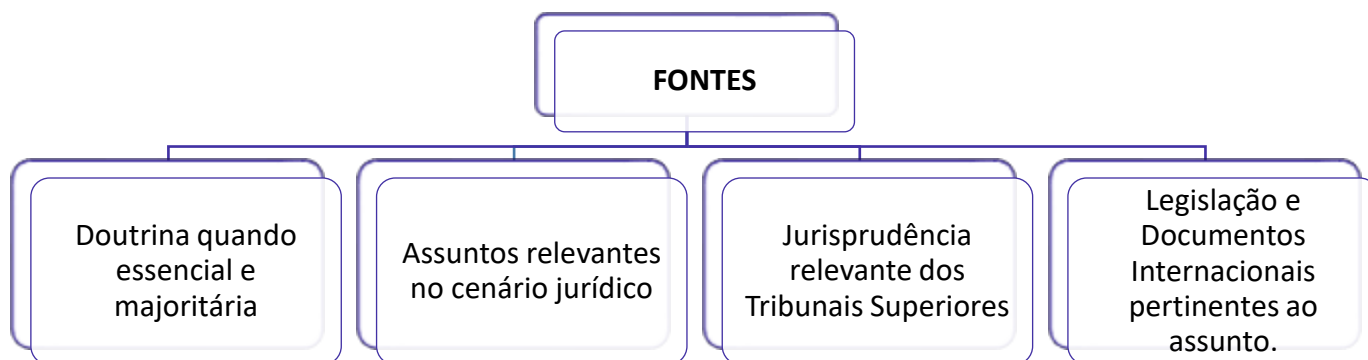 FONTES
Doutrina quando
essencial e
majoritária
Assuntos relevantes
no cenário jurídico
Jurisprudência
relevante dos
Tribunais Superiores
Legislação e
Documentos
Internacionais
pertinentes ao
assunto.